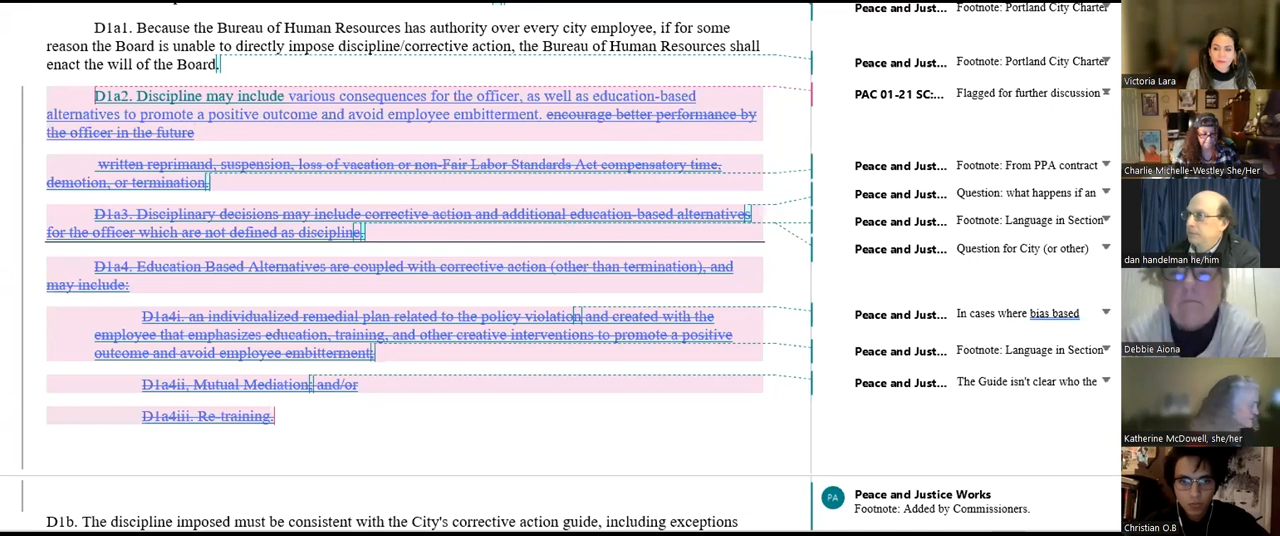 D1a1. Because the Bureau of Human Resources has authority over every city employee, if for some
reason the Board is unable to directly impose discipline/corrective action, the Bureau of Human Resources shall
enact the will of the Board.
D1a2. Discipline may include various consequences for the officer, as well as education-based
alternatives to promote a positive outcome and avoid employee embitterment. encourage better performance by
the officer in the future
written reprimand, suspension, loss of vacation or non-Fair Labor Standards Act compensatory time,
demotion, or termination.
D1a3. Disciplinary decisions may include corrective action and additional education-based alternatives
for the officer which are not defined as discipline.
D1a4. Education Based Alternatives are coupled with corrective action (other than termination), and
may include:
D1a4i. an individualized remedial plan related to the policy violation and created with the
employee that emphasizes education, training, and other creative interventions to promote a positive
outcome and avoid employee embitterment;
D1a4ii, Mutual Mediation; and/or
D1a4iii. Re-training.
D1b. The discipline imposed must be consistent with the City's corrective action guide, including exceptions
Peace and Just... Footnote: Portland City Charter
Peace and Just... Footnote: Portland City Charter
PAC 01-21 SC:... Flagged for further discussion
Peace and Just... Footnote: From PPA contract
Peace and Just... Question: what happens if an
Peace and Just... Footnote: Language in Section
Peace and Just... Question for City (or other)
Peace and Just... In cases where bias based
Peace and Just... Footnote: Language in Section
Peace and Just... The Guide isn't clear who the
PA
Peace and Justice Works
Footnote: Added by Commissioners.
Victoria Lara
Charlie Michelle-Westley She/Her
dan handelman he/him
Debbie Aiona
Katherine McDowell, she/her
Christian O.B